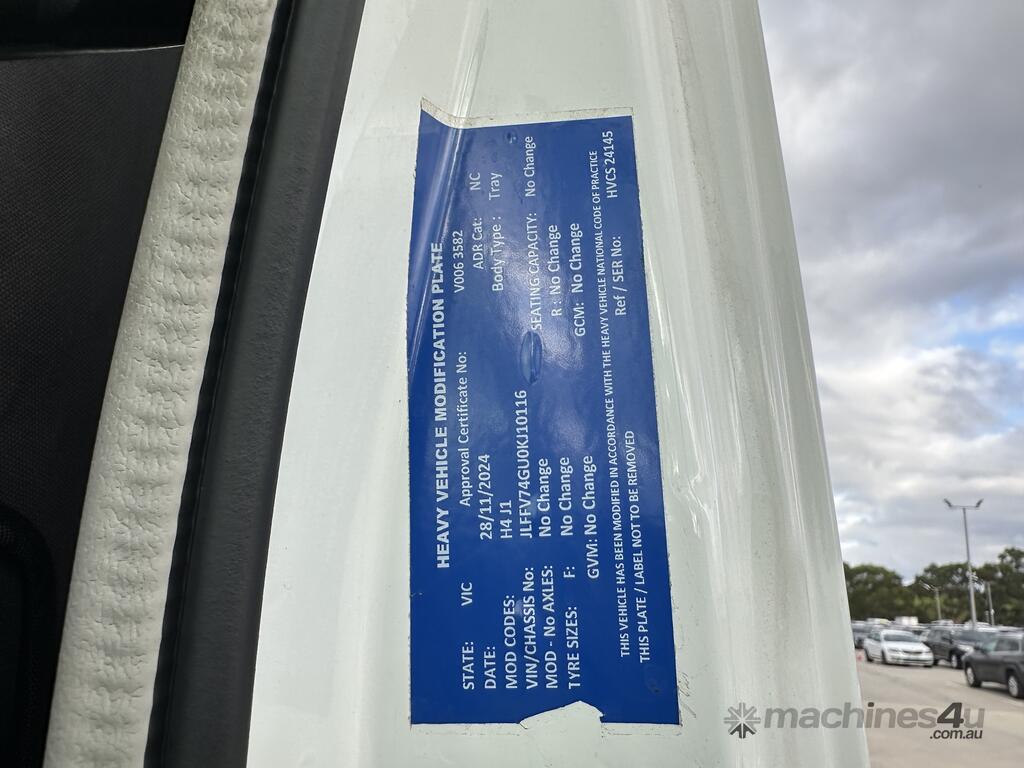 HEAVY VEHICLE MODIFICATION PLATE
STATE: VIC Approval Certificate No: V006 3582
DATE: 28/11/2024 ADR Cat: NC
MOD CODES: H4 J1 Body Type : Tray
VIN/CHASSIS No: JLFFV74GU0KJ10116
MOD - No AXLES: No Change SEATING CAPACITY: No Change
TYRE SIZES: F: No Change R : No Change
GVM: No Change GCM: No Change
THIS VEHICLE HAS BEEN MODIFIED IN ACCORDANCE WITH THE HEAVY VEHICLE NATIONAL CODE OF PRACTICE
THIS PLATE / LABEL NOT TO BE REMOVED Ref / SER No: HVCS 24145
machines4u
.com.au